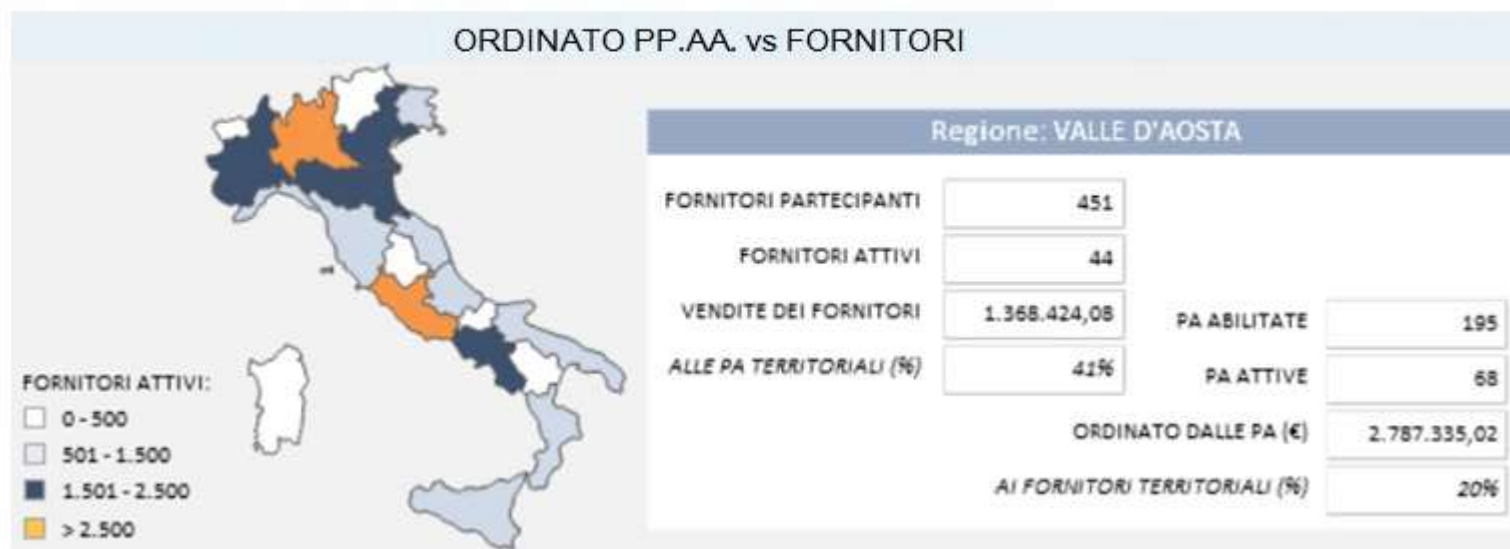 ORDINATO PP.AA. vs FORNITORI
Regione: VALLE D'AOSTA
FORNITORI PARTECIPANTI 451
FORNITORI ATTIVI 44
VENDITE DEI FORNITORI 1.368.424,08 PA ABILITATE 195
ALLE PA TERRITORIALI (%) 41% PA ATTIVE 68
ORDINATO DALLE PA (€) 2.787.335,02
AI FORNITORI TERRITORIALI (%) 20%
FORNITORI ATTIVI:
0 - 500
501 - 1.500
1.501 - 2.500
> 2.500